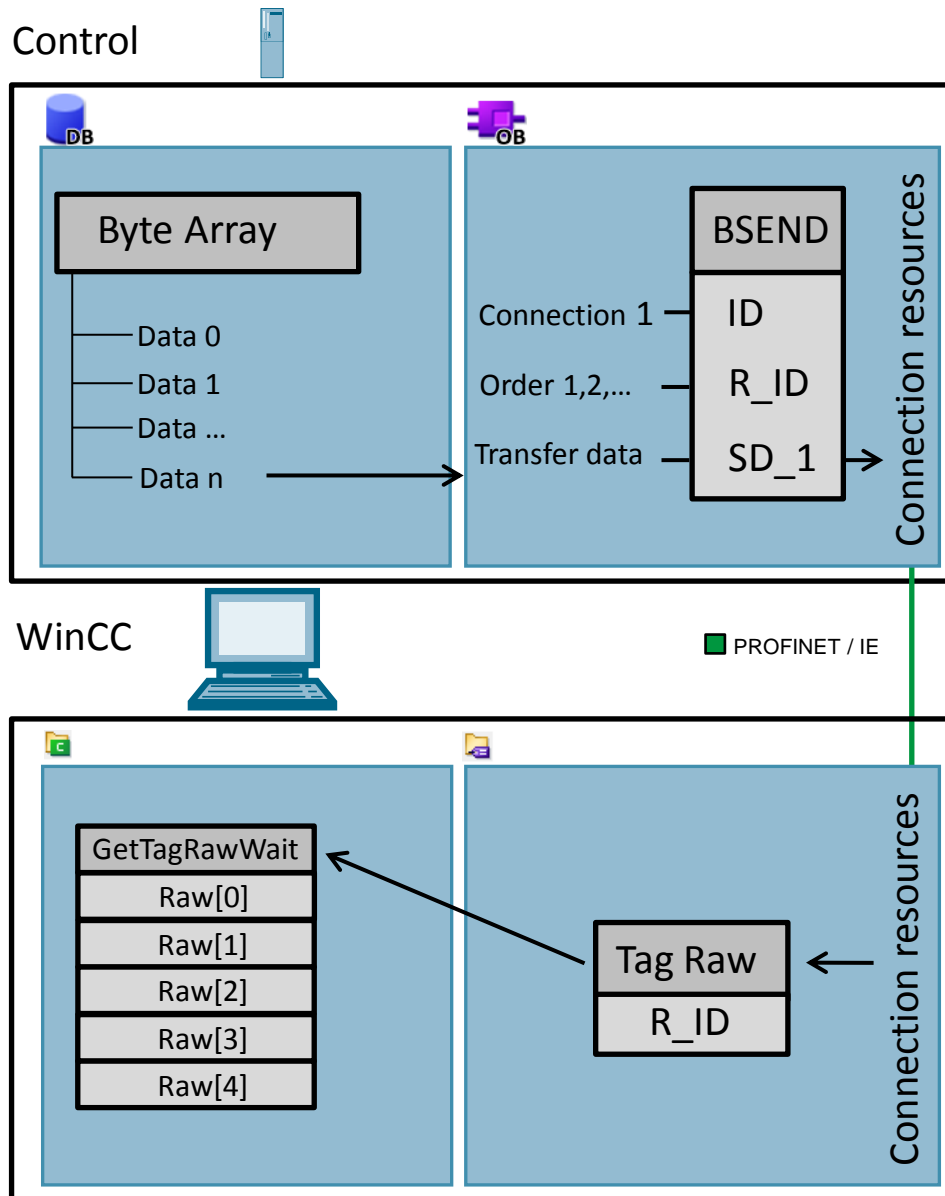 Control
DB
OB
Byte Array
Data 0
Data 1
Data ...
Data n
BSEND
Connection 1
ID
Order 1,2,...
R_ID
Transfer data
SD_1
Connection resources
WinCC
PROFINET / IE
C
GetTagRawWait
Raw[0]
Raw[1]
Raw[2]
Raw[3]
Raw[4]
Tag Raw
R_ID
Connection resources